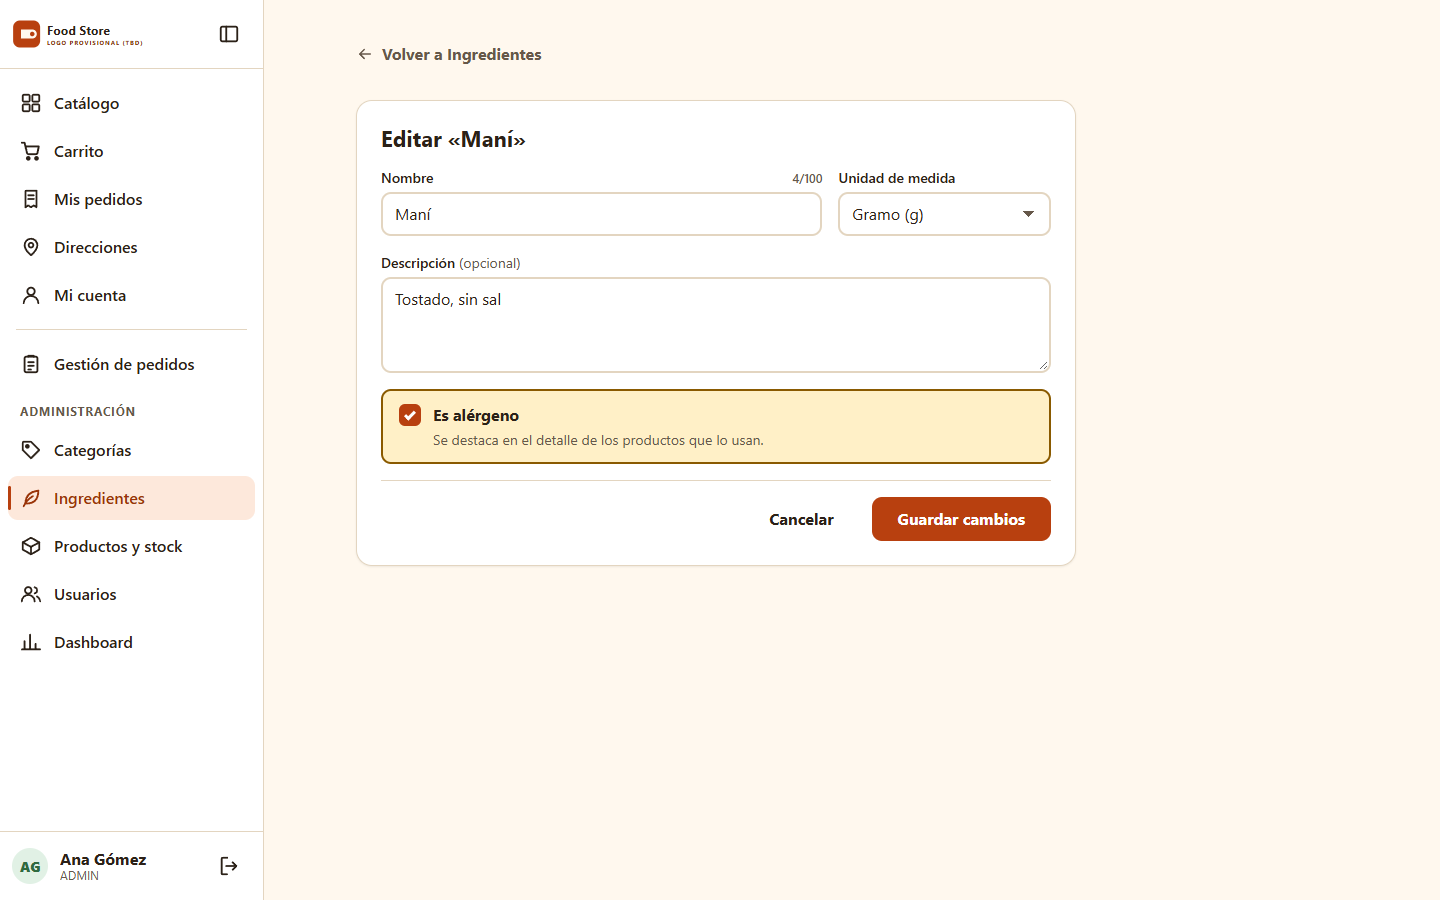 Food Store
LOGO PROVISIONAL (TBD)
Catálogo
Carrito
Mis pedidos
Direcciones
Mi cuenta
Gestión de pedidos
ADMINISTRACIÓN
Categorías
Ingredientes
Productos y stock
Usuarios
Dashboard
AG
Ana Gómez
ADMIN
Volver a Ingredientes
Editar «Maní»
Nombre 4/100
Unidad de medida
Maní
Gramo (g)
Descripción (opcional)
Tostado, sin sal
Es alérgeno
Se destaca en el detalle de los productos que lo usan.
Cancelar
Guardar cambios